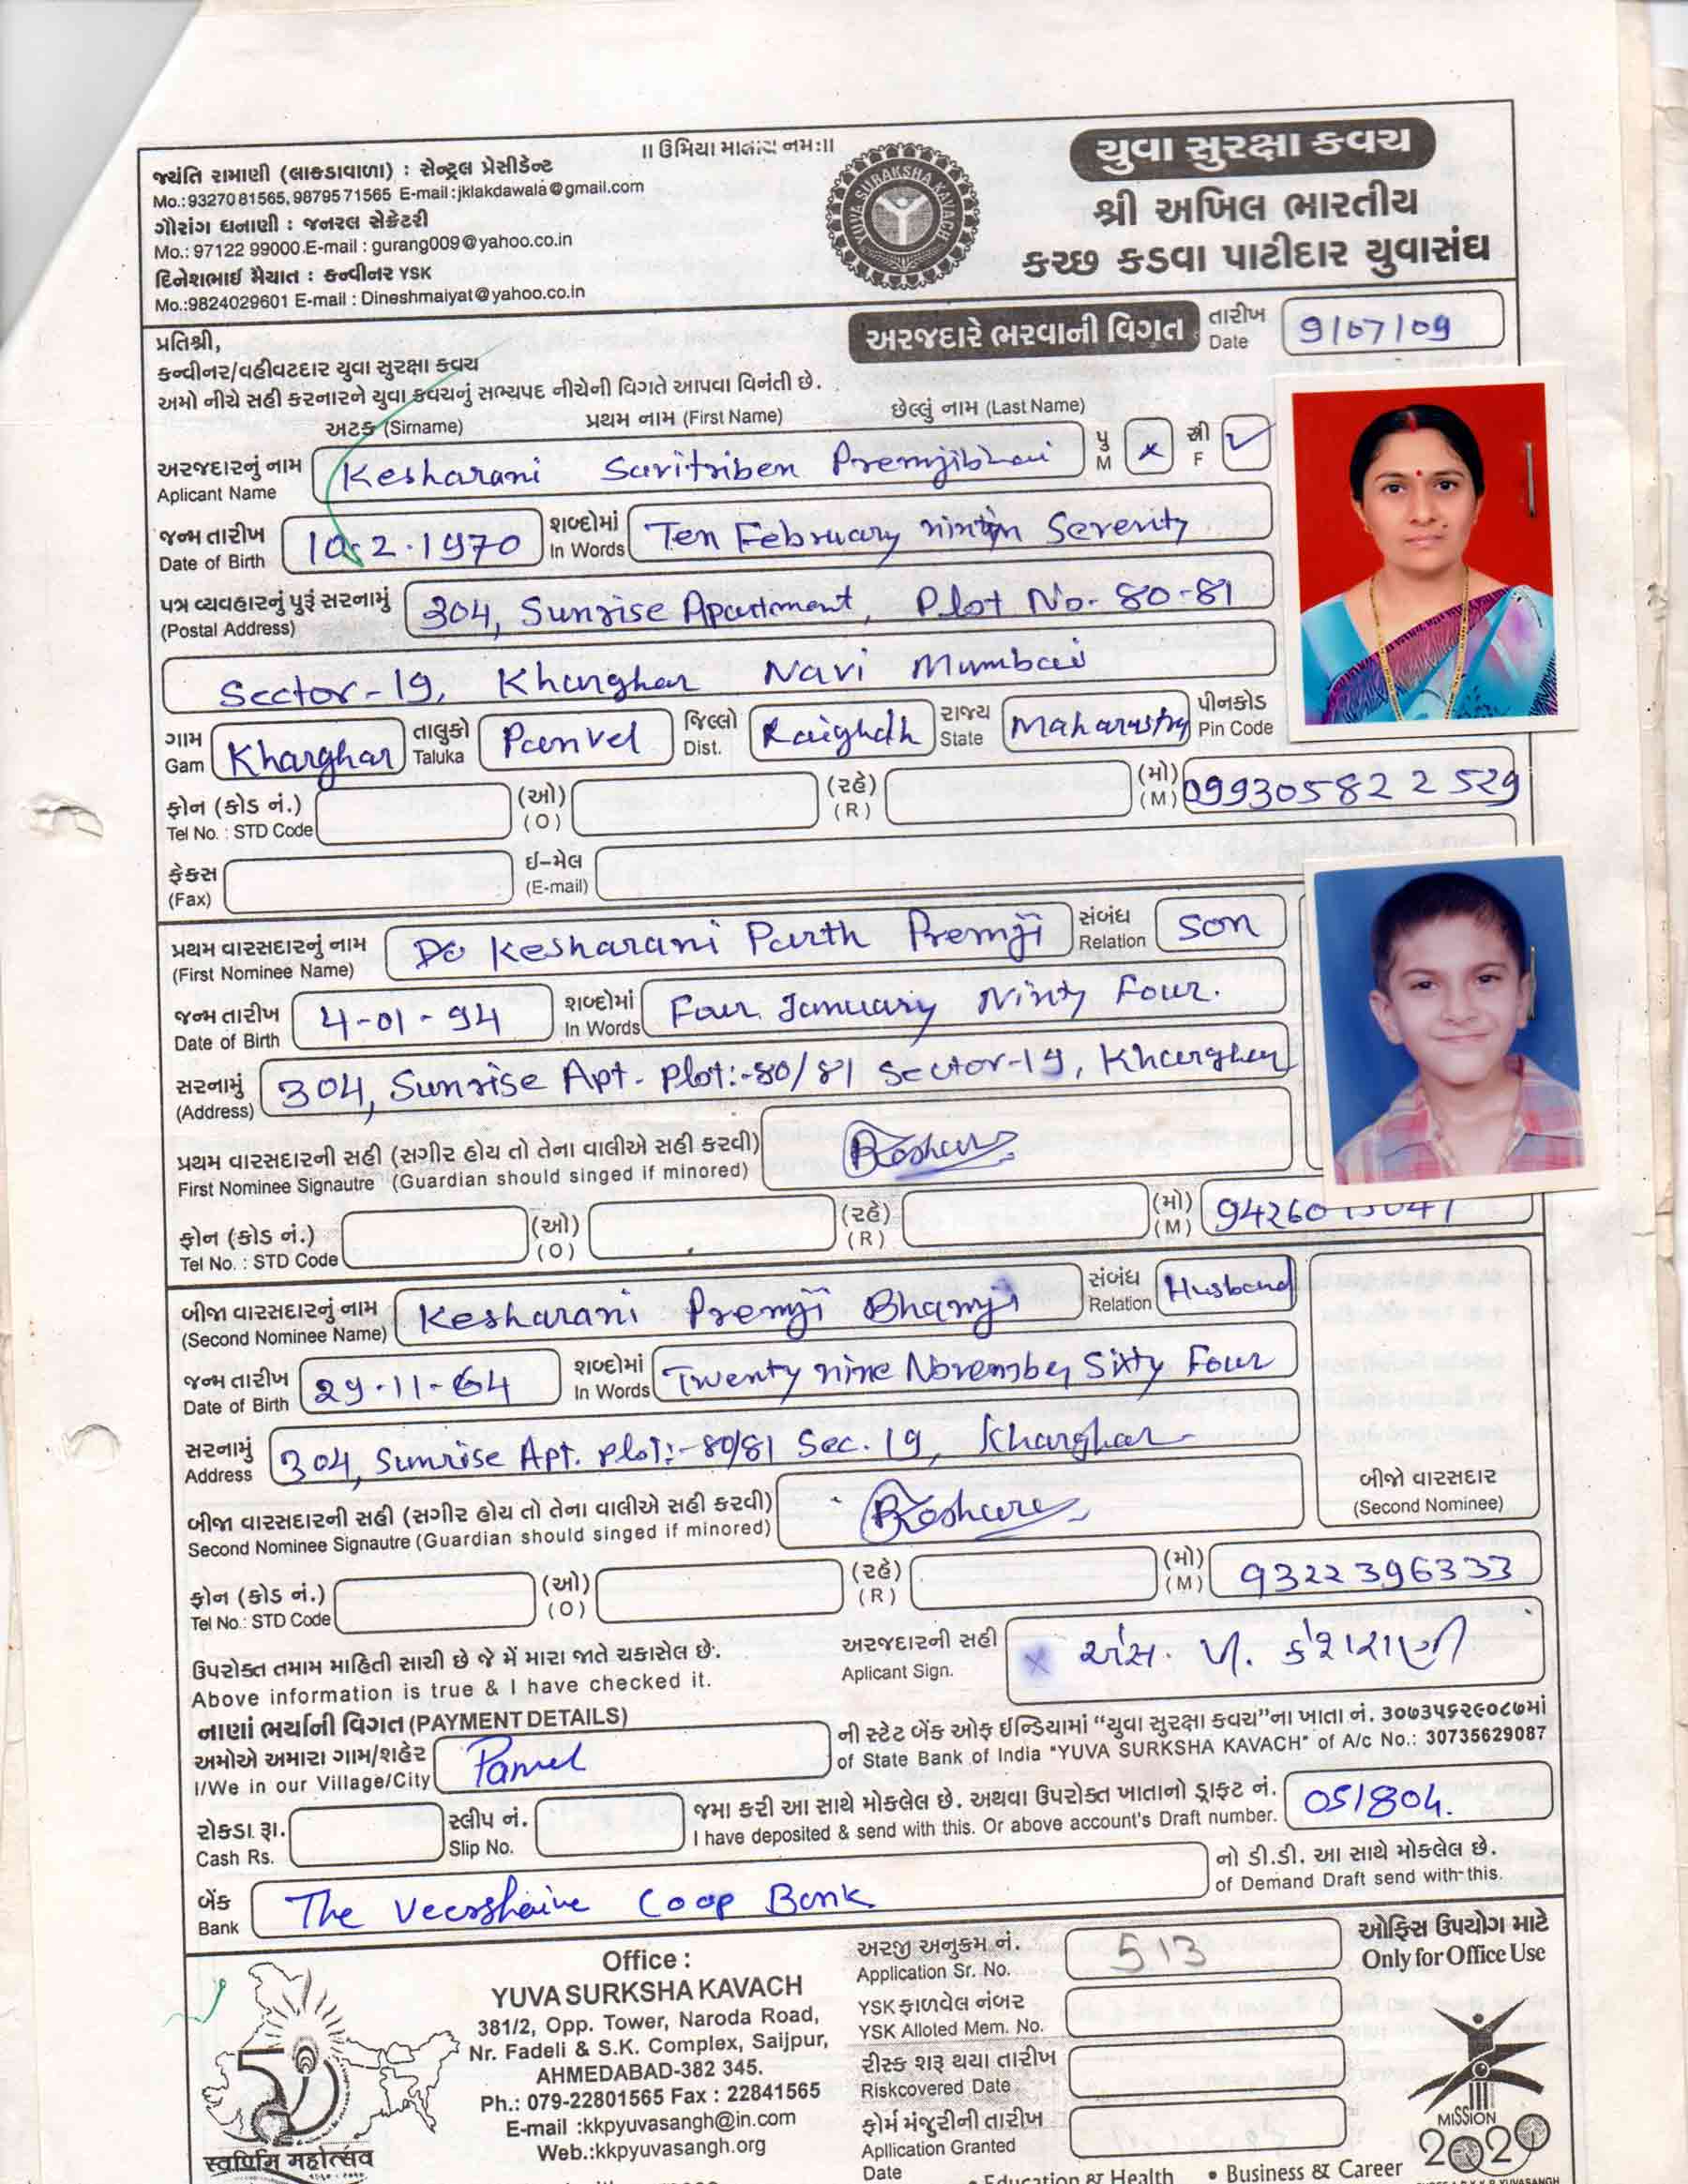 ॥ ઉમિયા માતાય નમઃ॥
જ્યંતિ રામાણી (લાકડાવાળા) : સેન્ટ્રલ પ્રેસીડેન્ટ
Mo.:9327081565,9879571565 E-mail:jklakdawala@gmail.com
ગૌરાંગ ધનાણી : જનરલ સેક્રેટરી
Mo.: 97122 99000.E-mail : gurang009@yahoo.co.in
દિનેશભાઈ મૈયાત : કન્વીનર YSK
Mo.:9824029601 E-mail : Dineshmaiyat@yahoo.co.in
YUVA SURAKSHA KAVACH
યુવા સુરક્ષા કવચ
શ્રી અખિલ ભારતીય
કચ્છ કડવા પાટીદાર યુવાસંઘ
અરજદારે ભરવાની વિગત તારીખ Date 9/07/09
પ્રતિશ્રી,
કન્વીનર/વહીવટદાર યુવા સુરક્ષા કવચ
અમો નીચે સહી કરનારને યુવા કવચનું સભ્યપદ નીચેની વિગતે આપવા વિનંતી છે.
અટક (Sirname) પ્રથમ નામ (First Name) છેલ્લું નામ (Last Name)
અરજદારનું નામ Aplicant Name Kesharani Savitriben Premjibhai પુ M x સ્રી F ✓
જન્મ તારીખ Date of Birth 10.2.1970 શબ્દોમાં In Words Ten February Seventy
પત્ર વ્યવહારનું પુરૂં સરનામું (Postal Address) 304, Sunrise Apartment, Plot No. 80-81
Sector-19, Kharghar Navi Mumbai
ગામ Gam Kharghar તાલુકો Taluka Panvel જિલ્લો Dist. Raighdh રાજ્ય State Maharastra પીનકોડ Pin Code
ફોન (કોડ નં.) Tel No. : STD Code (ઓ) (O) (રહે) (R) (મો) (M) 09930582 2 529
ફેકસ (Fax) ઈ-મેલ (E-mail)
પ્રથમ વારસદારનું નામ (First Nominee Name) Kesharani Parth Premji સંબંધ Relation Son
જન્મ તારીખ Date of Birth 4-01-94 શબ્દોમાં In Words Four January Ninty Four.
સરનામું (Address) 304, Sunrise Apt. Plot:-80/81 Sector-19, Kharghar
પ્રથમ વારસદારની સહી (સગીર હોય તો તેના વાલીએ સહી કરવી)
First Nominee Signautre (Guardian should singed if minored)
ફોન (કોડ નં.) Tel No. : STD Code (ઓ) (O) (રહે) (R) (મો) (M)
બીજા વારસદારનું નામ (Second Nominee Name) Kesharani Premji Bhamji સંબંધ Relation Husband
જન્મ તારીખ Date of Birth 29-11-64 શબ્દોમાં In Words Twenty nine November Sixty Four
સરનામું Address 304, Sunrise Apt. Plot:-80/81 Sec. 19, Kharghar
બીજો વારસદાર (Second Nominee)
બીજા વારસદારની સહી (સગીર હોય તો તેના વાલીએ સહી કરવી)
Second Nominee Signautre (Guardian should singed if minored)
ફોન (કોડ નં.) Tel No.: STD Code (ઓ) (O) (રહે) (R) (મો) (M) 9322396333
ઉપરોક્ત તમામ માહિતી સાચી છે જે મેં મારા જાતે ચકાસેલ છે. અરજદારની સહી
Above information is true & I have checked it. Aplicant Sign. x એસ. પી. કેશરાણી
નાણાં ભર્યાની વિગત (PAYMENT DETAILS)
અમોએ અમારા ગામ/શહેર ની સ્ટેટ બેંક ઓફ ઈન્ડિયામાં “યુવા સુરક્ષા કવચ”ના ખાતા નં. ૩૦૭૩૫૬૨૯૦૮૭માં
I/We in our Village/City Panvel of State Bank of India "YUVA SURKSHA KAVACH" of A/c No.: 30735629087
રોકડા રૂા. સ્લીપ નં. જમા કરી આ સાથે મોકલેલ છે. અથવા ઉપરોક્ત ખાતાનો ડ્રાફ્ટ નં.
Cash Rs. Slip No. I have deposited & send with this. Or above account's Draft number. 051804.
નો ડી.ડી. આ સાથે મોકલેલ છે.
of Demand Draft send with-this.
બેંક Bank The Veershaive Coop Bank
Office :
YUVA SURKSHA KAVACH
381/2, Opp. Tower, Naroda Road,
Nr. Fadeli & S.K. Complex, Saijpur,
AHMEDABAD-382 345.
Ph.: 079-22801565 Fax : 22841565
E-mail :kkpyuvasangh@in.com
Web.:kkpyuvasangh.org
અરજી અનુક્રમ નં. Application Sr. No. 513
ઓફિસ ઉપયોગ માટે
Only for Office Use
YSK ફાળવેલ નંબર
YSK Alloted Mem. No.
રીસ્ક શરૂ થયા તારીખ
Riskcovered Date
ફોર્મ મંજુરીની તારીખ
Apllication Granted
Date
50
स्वर्णिम महोत्सव
MISSION
2020
• Education & Health • Business & Career